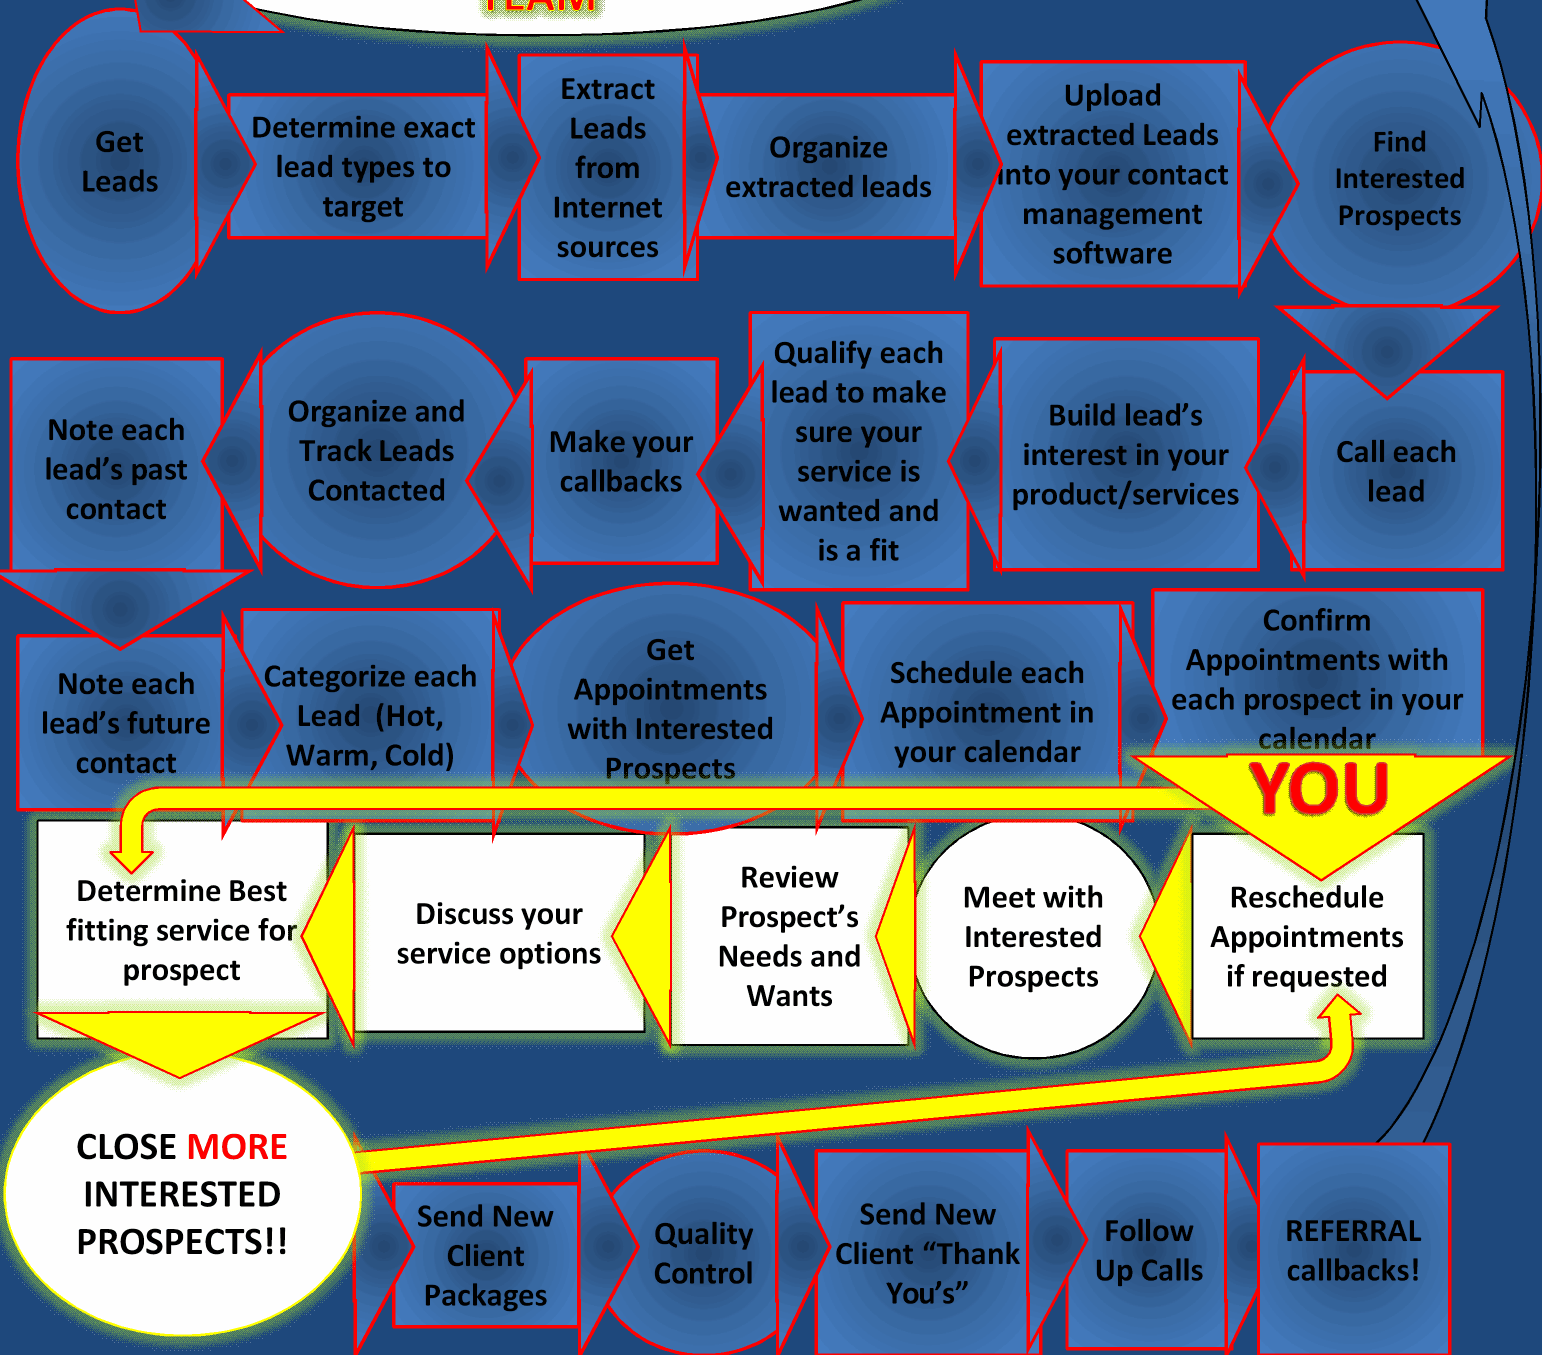 TEAM
Get
Leads
Determine exact
lead types to
target
Extract
Leads
from
Internet
sources
Organize
extracted leads
Upload
extracted Leads
into your contact
management
software
Find
Interested
Prospects
Call each
lead
Build lead’s
interest in your
product/services
Qualify each
lead to make
sure your
service is
wanted and
is a fit
Make your
callbacks
Organize and
Track Leads
Contacted
Note each
lead’s past
contact
Note each
lead’s future
contact
Categorize each
Lead (Hot,
Warm, Cold)
Get
Appointments
with Interested
Prospects
Schedule each
Appointment in
your calendar
Confirm
Appointments with
each prospect in your
calendar
YOU
Reschedule
Appointments
if requested
Meet with
Interested
Prospects
Review
Prospect’s
Needs and
Wants
Discuss your
service options
Determine Best
fitting service for
prospect
CLOSE MORE
INTERESTED
PROSPECTS!!
Send New
Client
Packages
Quality
Control
Send New
Client “Thank
You’s”
Follow
Up Calls
REFERRAL
callbacks!